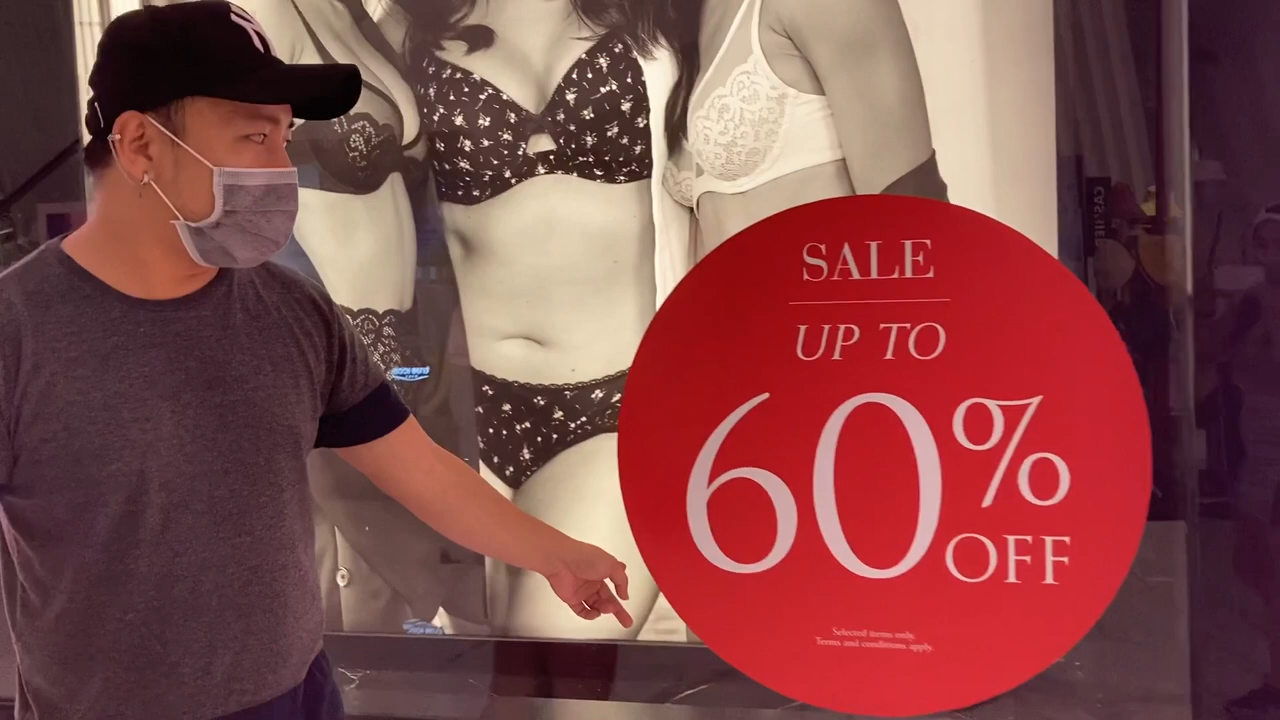 SALE
UP TO
60%
OFF
Selected items only.
Terms and conditions apply.